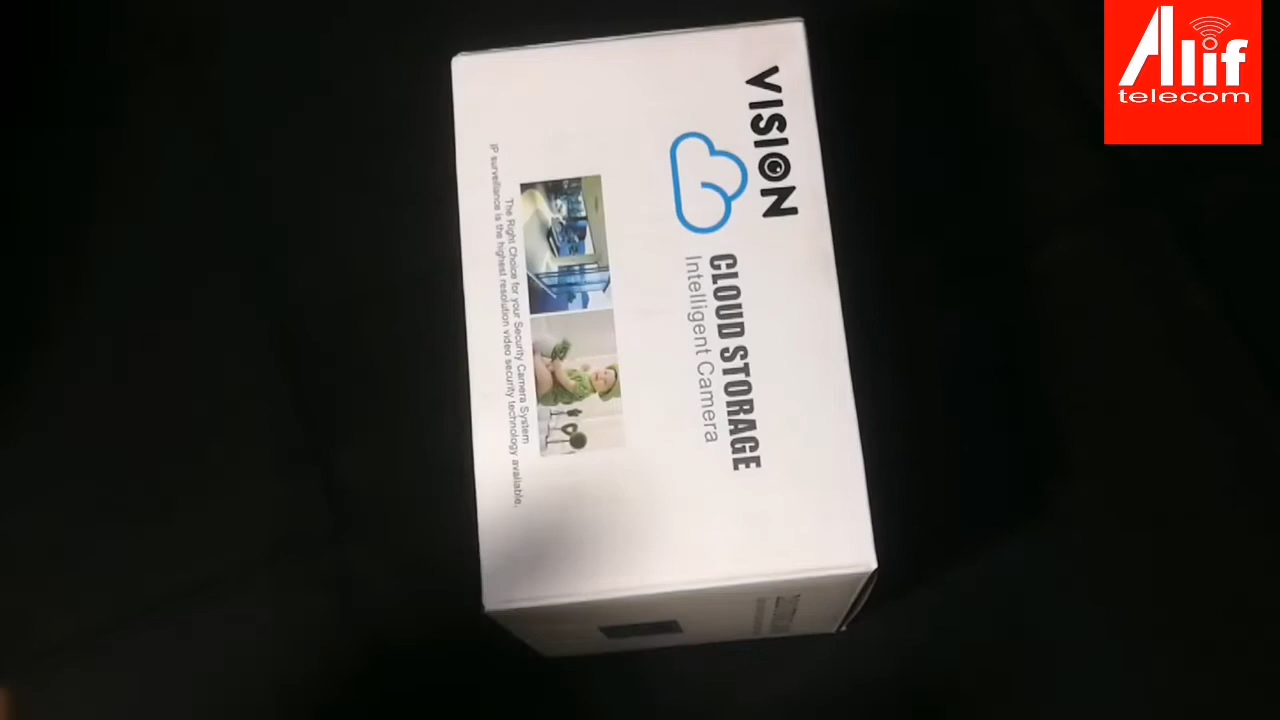 VISION
CLOUD STORAGE
Intelligent Camera
The Right Choice for your Security Camera System
IP surveillance is the highest resolution video security technology available.
Alif
telecom